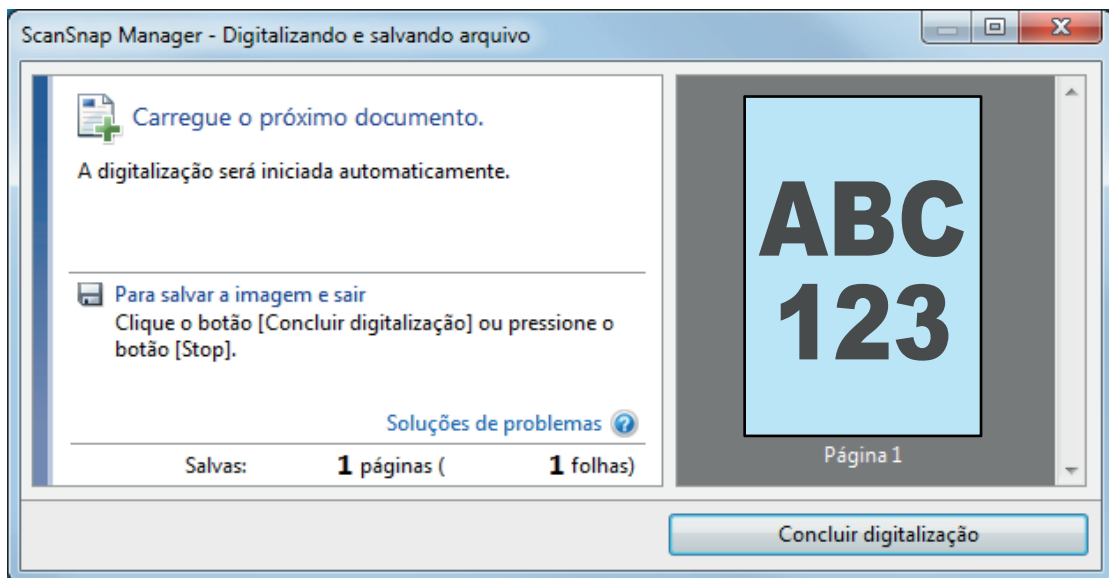 ScanSnap Manager - Digitalizando e salvando arquivo
Carregue o próximo documento.
A digitalização será iniciada automaticamente.
Para salvar a imagem e sair
Clique o botão [Concluir digitalização] ou pressione o
botão [Stop].
Soluções de problemas
Salvas: 1 páginas ( 1 folhas)
ABC
123
Página 1
Concluir digitalização